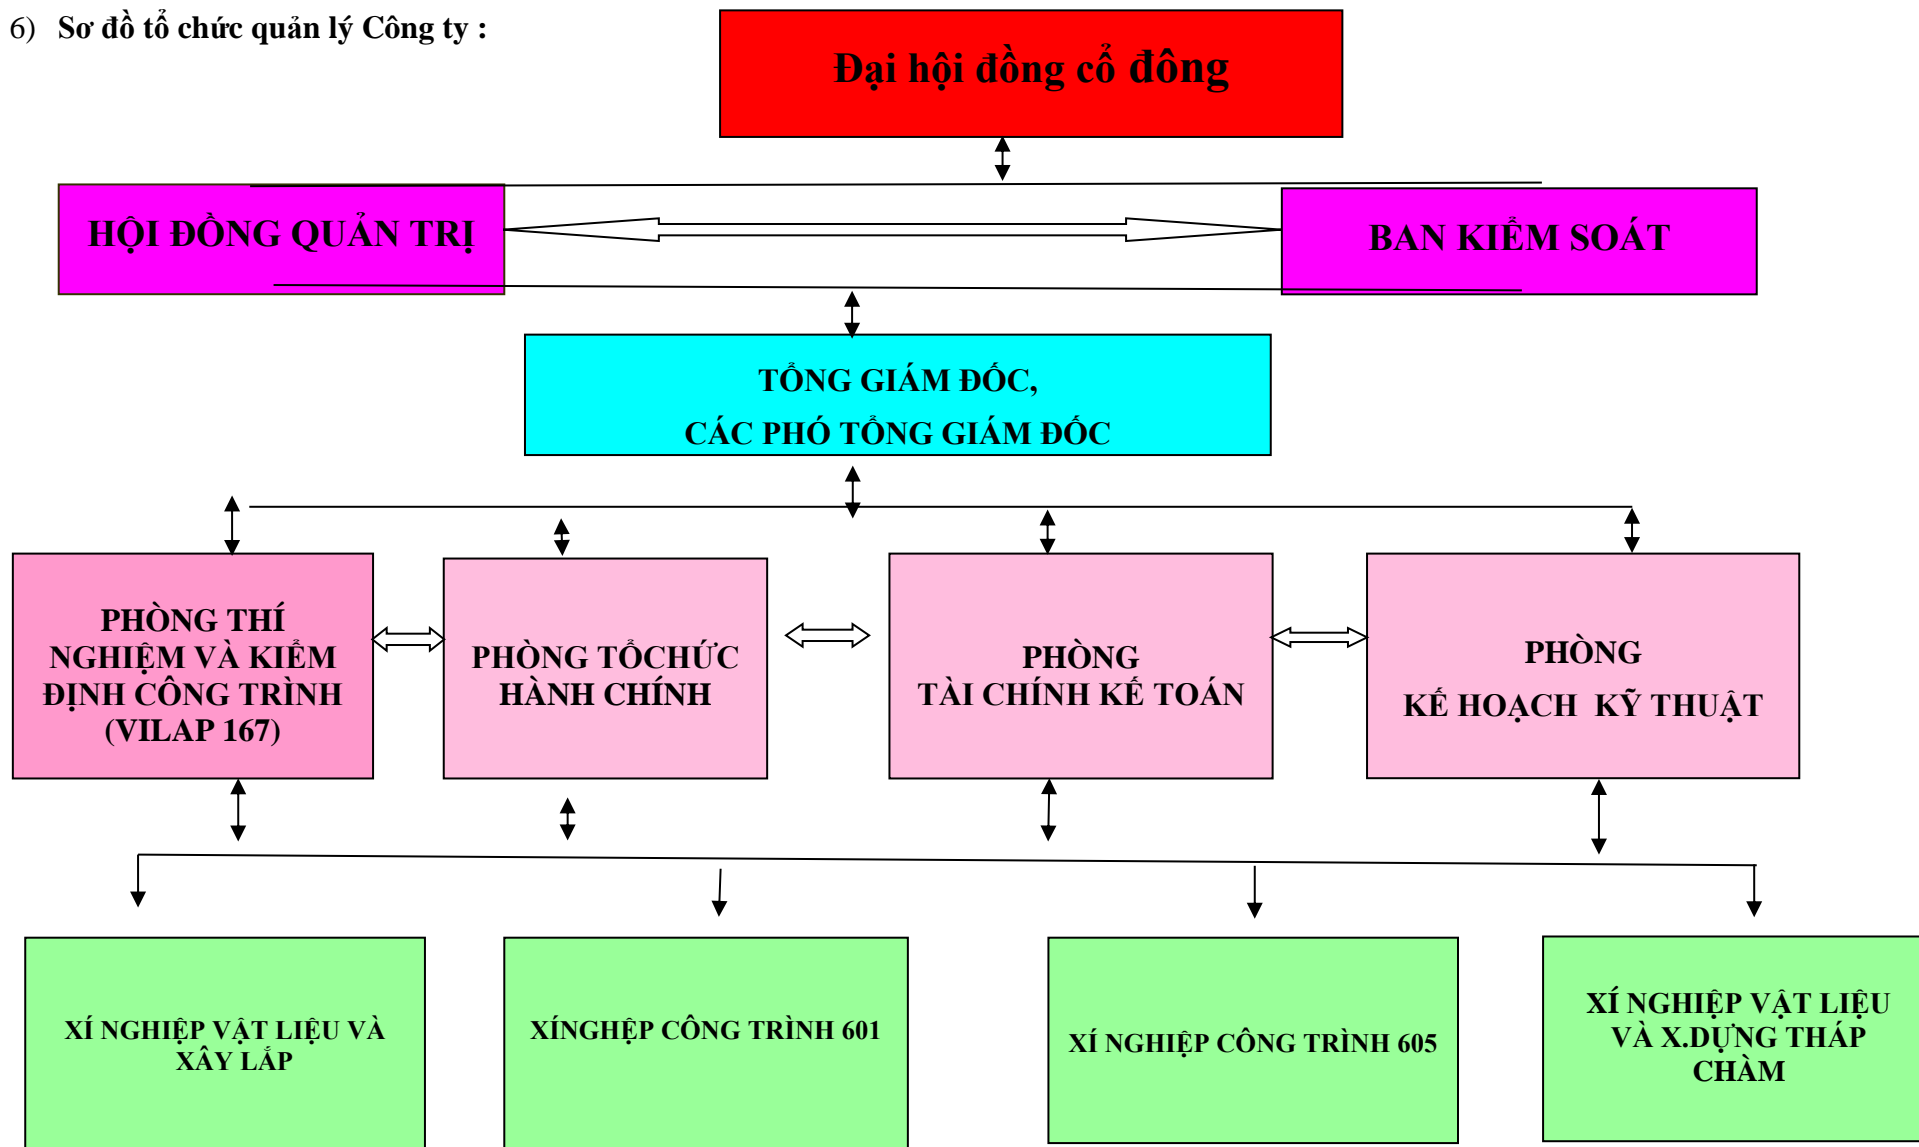 6) Sơ đồ tổ chức quản lý Công ty :
Đại hội đồng cổ đông
HỘI ĐỒNG QUẢN TRỊ
BAN KIỂM SOÁT
TỔNG GIÁM ĐỐC,
CÁC PHÓ TỔNG GIÁM ĐỐC
PHÒNG THÍ
NGHIỆM VÀ KIỂM
ĐỊNH CÔNG TRÌNH
(VILAP 167)
PHÒNG TỔCHỨC
HÀNH CHÍNH
PHÒNG
TÀI CHÍNH KẾ TOÁN
PHÒNG
KẾ HOẠCH KỸ THUẬT
XÍ NGHIỆP VẬT LIỆU VÀ
XÂY LẮP
XÍNGHỆP CÔNG TRÌNH 601
XÍ NGHIỆP CÔNG TRÌNH 605
XÍ NGHIỆP VẬT LIỆU
VÀ X.DỰNG THÁP
CHÀM